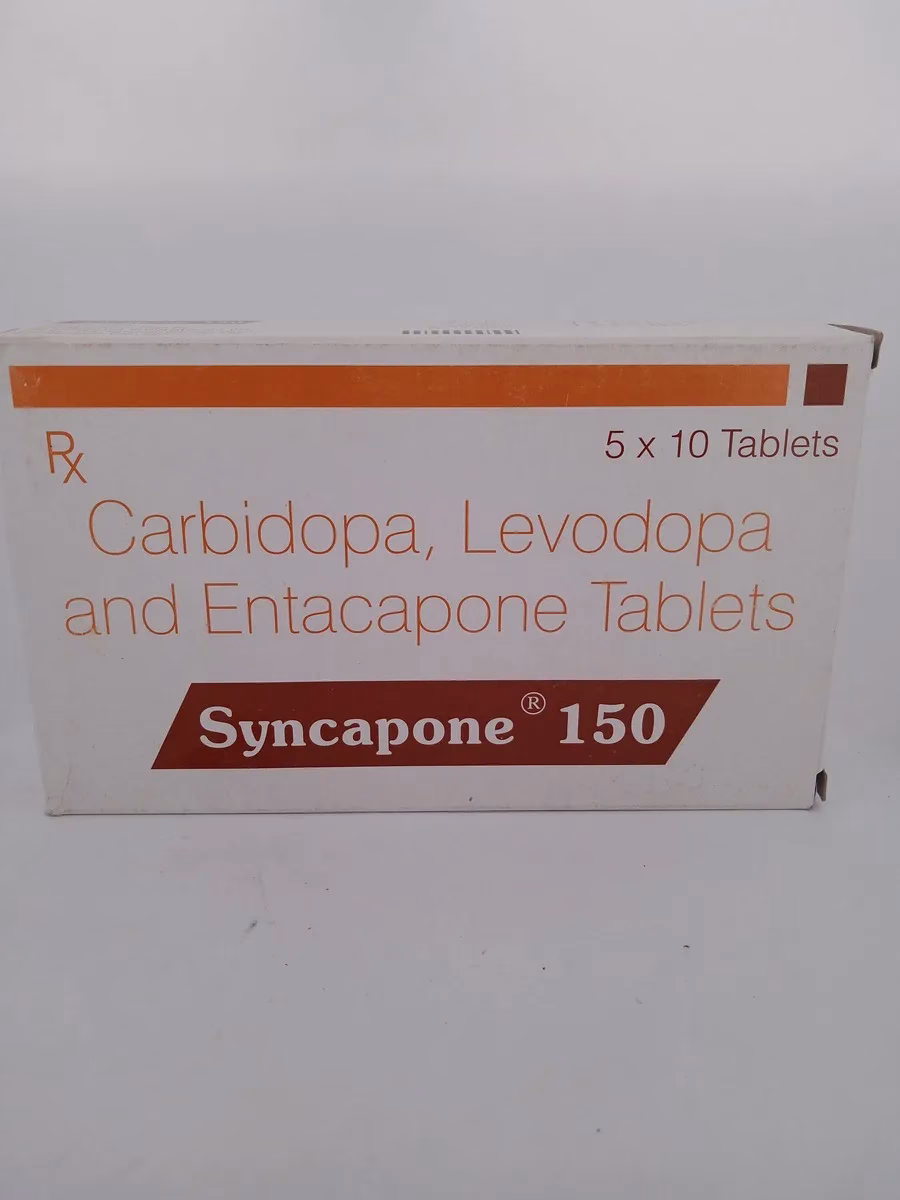 Rx
5 x 10 Tablets
Carbidopa, Levodopa
and Entacapone Tablets
Syncapone® 150